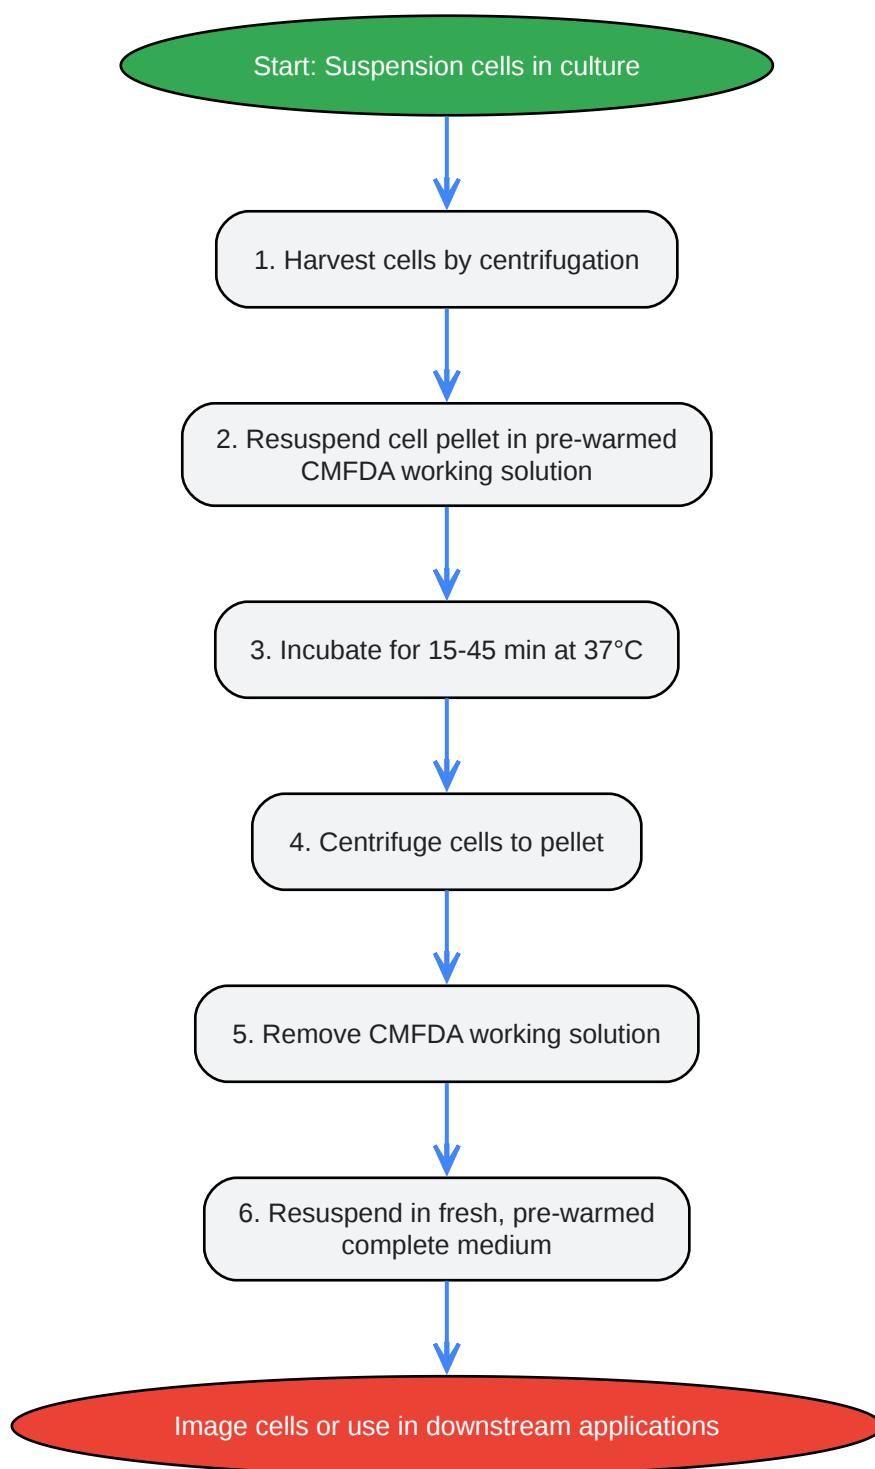 Start: Suspension cells in culture
1. Harvest cells by centrifugation
2. Resuspend cell pellet in pre-warmed
CMFDA working solution
3. Incubate for 15-45 min at 37°C
4. Centrifuge cells to pellet
5. Remove CMFDA working solution
6. Resuspend in fresh, pre-warmed
complete medium
Image cells or use in downstream applications